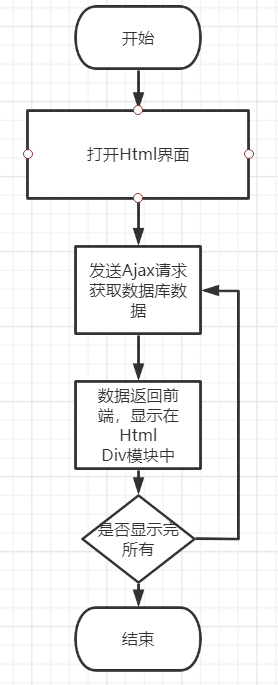 开始
打开Html界面
发送Ajax请求
获取数据库数
据
数据返回前
端，显示在
Html
Div模块中
是否显示完
所有
结束